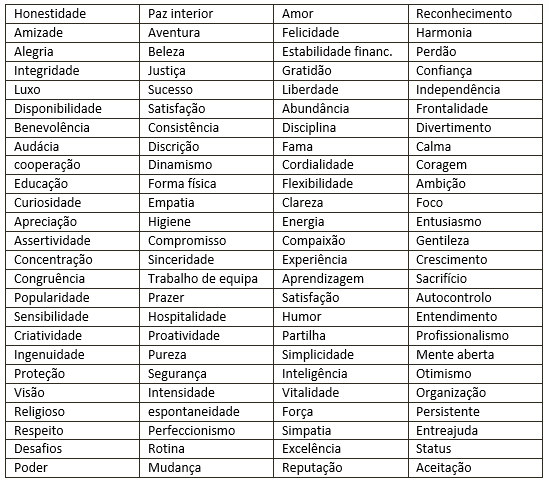 Honestidade Paz interior Amor Reconhecimento
Amizade Aventura Felicidade Harmonia
Alegria Beleza Estabilidade financ. Perdão
Integridade Justiça Gratidão Confiança
Luxo Sucesso Liberdade Independência
Disponibilidade Satisfação Abundância Frontalidade
Benevolência Consistência Disciplina Divertimento
Audácia Discrição Fama Calma
cooperação Dinamismo Cordialidade Coragem
Educação Forma física Flexibilidade Ambição
Curiosidade Empatia Clareza Foco
Apreciação Higiene Energia Entusiasmo
Assertividade Compromisso Compaixão Gentileza
Concentração Sinceridade Experiência Crescimento
Congruência Trabalho de equipa Aprendizagem Sacrifício
Popularidade Prazer Satisfação Autocontrolo
Sensibilidade Hospitalidade Humor Entendimento
Criatividade Proatividade Partilha Profissionalismo
Ingenuidade Pureza Simplicidade Mente aberta
Proteção Segurança Inteligência Otimismo
Visão Intensidade Vitalidade Organização
Religioso espontaneidade Força Persistente
Respeito Perfeccionismo Simpatia Entreajuda
Desafios Rotina Excelência Status
Poder Mudança Reputação Aceitação